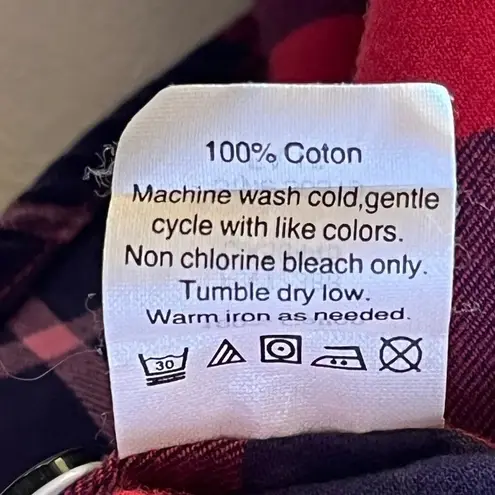 100% Coton
Machine wash cold,gentle
cycle with like colors.
Non chlorine bleach only.
Tumble dry low.
Warm iron as needed.
30